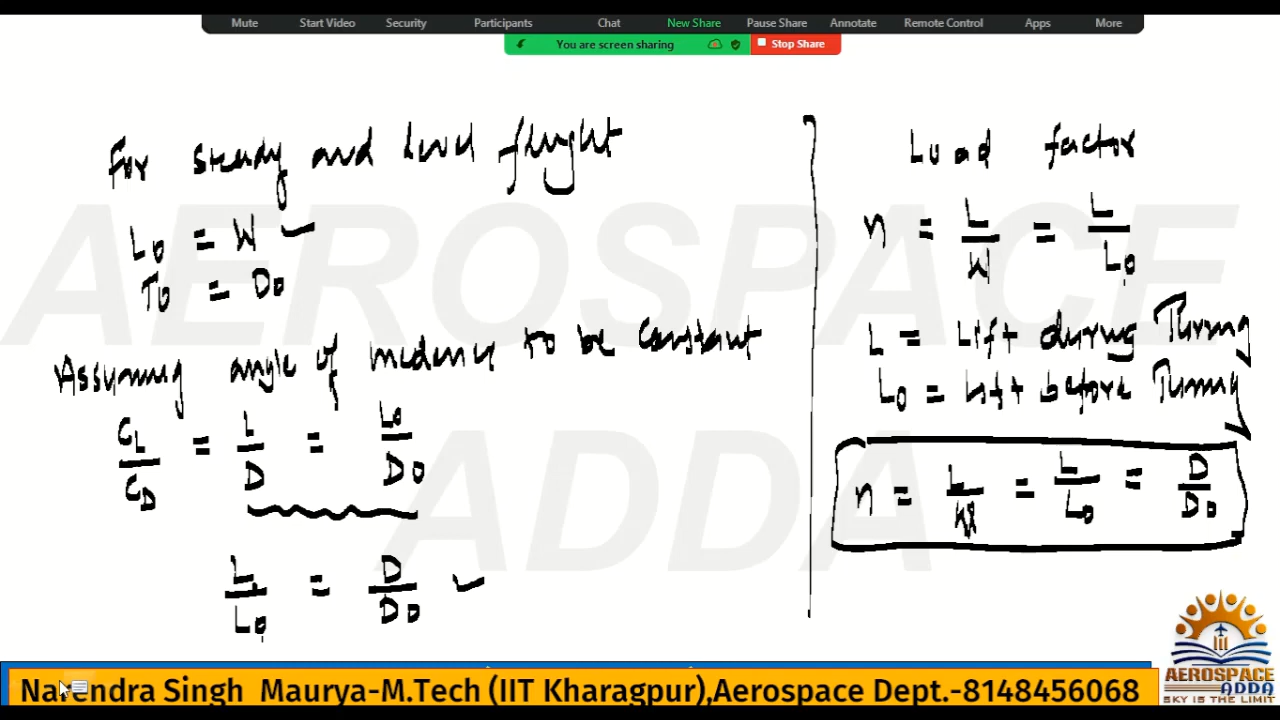 Mute Start Video Security Participants Chat New Share Pause Share Annotate Remote Control Apps More
You are screen sharing Stop Share
For steady and level flight
L0 = W ✓
T0 = D0
Assuming angle of incidence to be constant
CL/CD = L/D = L0/D0
L/L0 = D/D0 ✓
Load factor
n = L/W = L/L0
L = Lift during Turning
L0 = Lift before Turning
n = L/W = L/L0 = D/D0
AEROSPACE
ADDA
Narendra Singh Maurya-M.Tech (IIT Kharagpur),Aerospace Dept.-8148456068
AEROSPACE
ADDA
SKY IS THE LIMIT